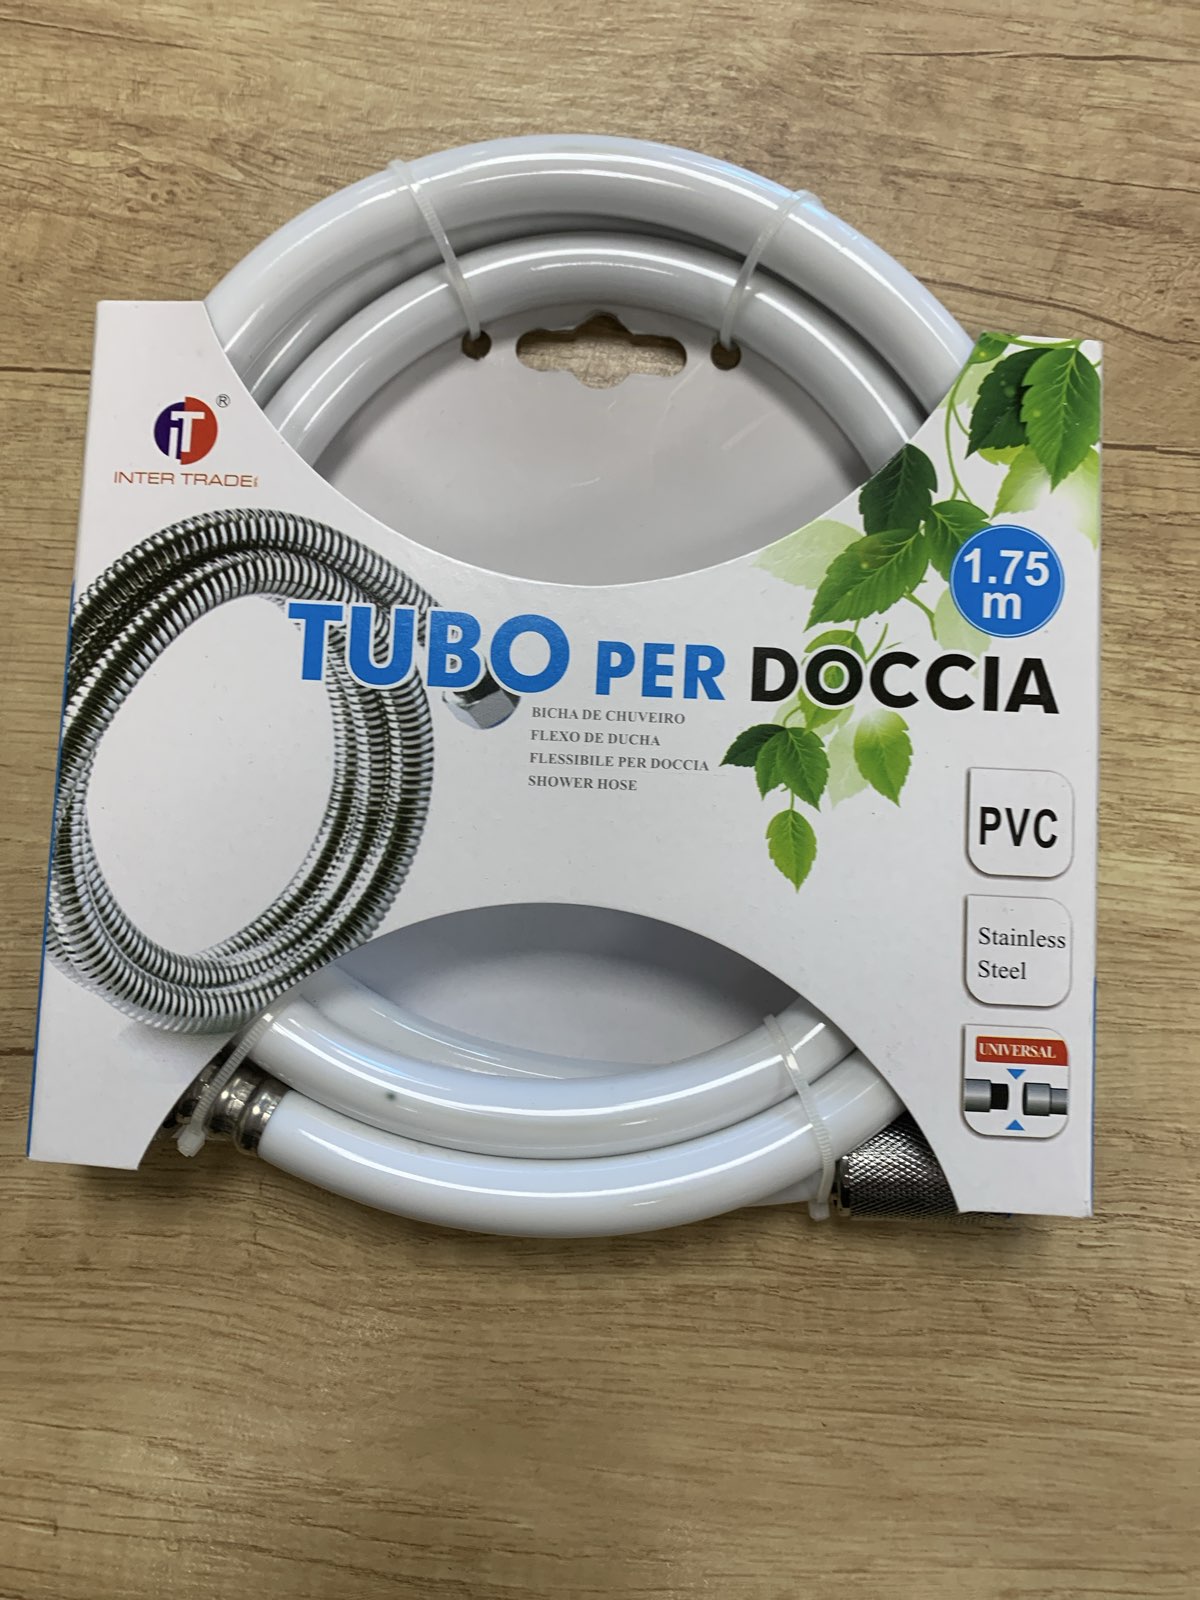 iT ®
INTER TRADE
1.75
m
TUBO PER DOCCIA
BICHA DE CHUVEIRO
FLEXO DE DUCHA
FLESSIBILE PER DOCCIA
SHOWER HOSE
PVC
Stainless
Steel
UNIVERSAL